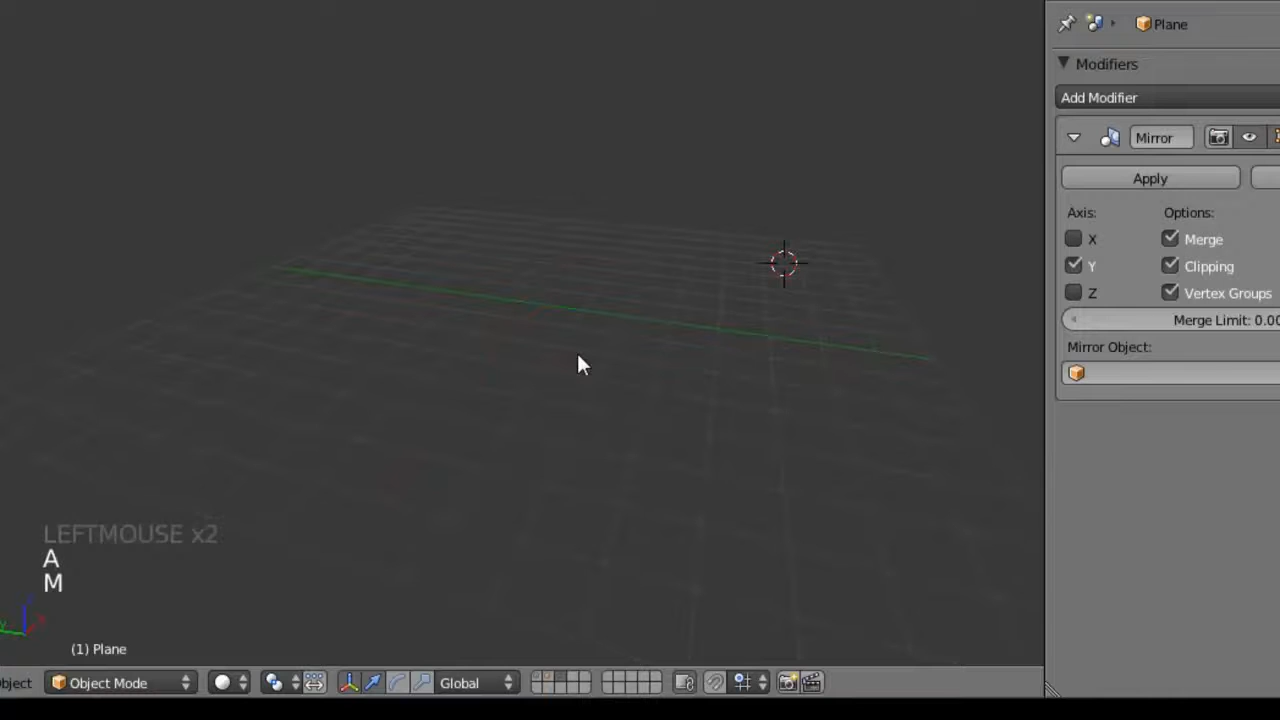 Plane
Modifiers
Add Modifier
Mirror
Apply
Axis:
Options:
X
Merge
Y
Clipping
Z
Vertex Groups
Merge Limit: 0.00
Mirror Object:
LEFTMOUSE x2
A
M
(1) Plane
bject
Object Mode
Global